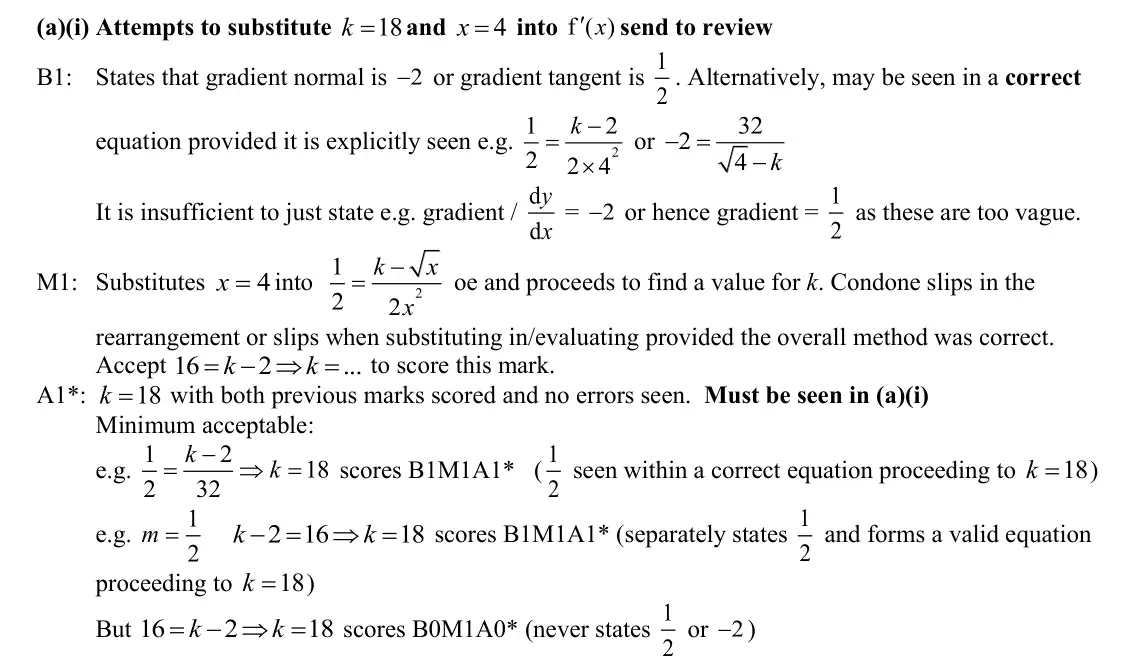 (a)(i) Attempts to substitute k = 18 and x = 4 into f′(x) send to review
B1: States that gradient normal is −2 or gradient tangent is 1/2. Alternatively, may be seen in a correct
equation provided it is explicitly seen e.g. 1/2 = (k − 2)/(2×4²) or −2 = 32/(√4 − k)
It is insufficient to just state e.g. gradient / dy/dx = −2 or hence gradient = 1/2 as these are too vague.
M1: Substitutes x = 4 into 1/2 = (k − √x)/(2x²) oe and proceeds to find a value for k. Condone slips in the
rearrangement or slips when substituting in/evaluating provided the overall method was correct.
Accept 16 = k − 2 ⇒ k = ... to score this mark.
A1*: k = 18 with both previous marks scored and no errors seen. Must be seen in (a)(i)
Minimum acceptable:
e.g. 1/2 = (k − 2)/32 ⇒ k = 18 scores B1M1A1* (1/2 seen within a correct equation proceeding to k = 18)
e.g. m = 1/2 k − 2 = 16 ⇒ k = 18 scores B1M1A1* (separately states 1/2 and forms a valid equation
proceeding to k = 18)
But 16 = k − 2 ⇒ k = 18 scores B0M1A0* (never states 1/2 or −2)